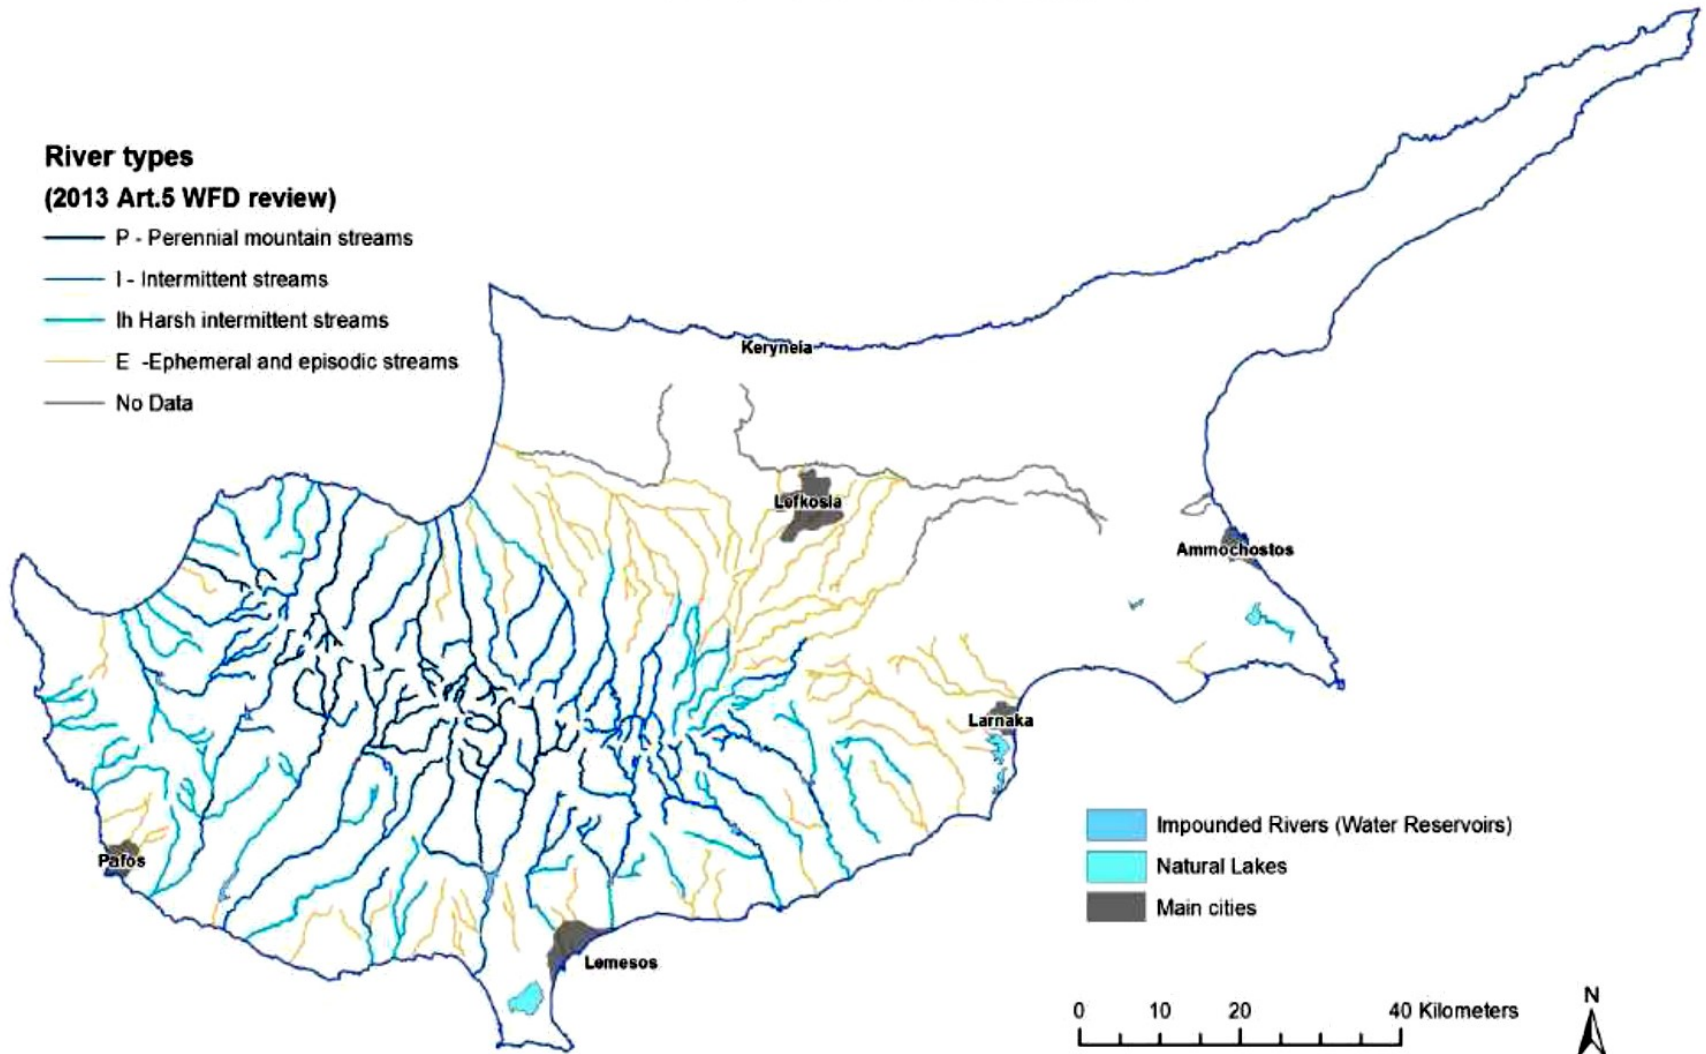 River types
(2013 Art.5 WFD review)
P - Perennial mountain streams
I - Intermittent streams
Ih Harsh intermittent streams
E -Ephemeral and episodic streams
No Data
Keryneia
Lefkosia
Ammochostos
Larnaka
Pafos
Lemesos
Impounded Rivers (Water Reservoirs)
Natural Lakes
Main cities
0 10 20 40 Kilometers
N